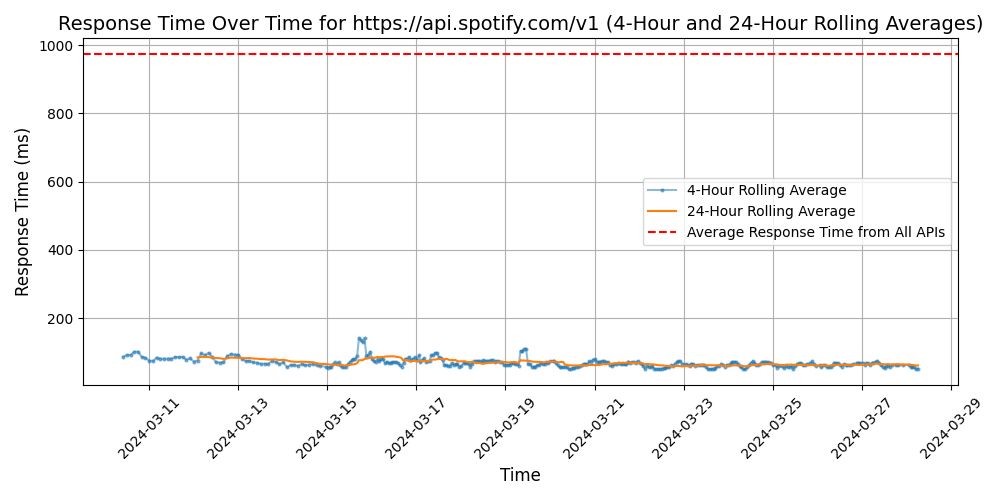 Response Time Over Time for https://api.spotify.com/v1 (4-Hour and 24-Hour Rolling Averages)
Response Time (ms)
1000
800
600
400
200
4-Hour Rolling Average
24-Hour Rolling Average
Average Response Time from All APIs
2024-03-11
2024-03-13
2024-03-15
2024-03-17
2024-03-19
2024-03-21
2024-03-23
2024-03-25
2024-03-27
2024-03-29
Time